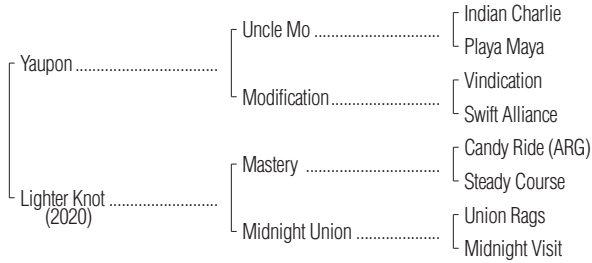 Indian Charlie
Uncle Mo ................................
Playa Maya
Yaupon ....................................
Vindication
Modification............................
Swift Alliance
Candy Ride (ARG)
Mastery ..................................
Steady Course
Lighter Knot ...........................
(2020)
Union Rags
Midnight Union .....................
Midnight Visit